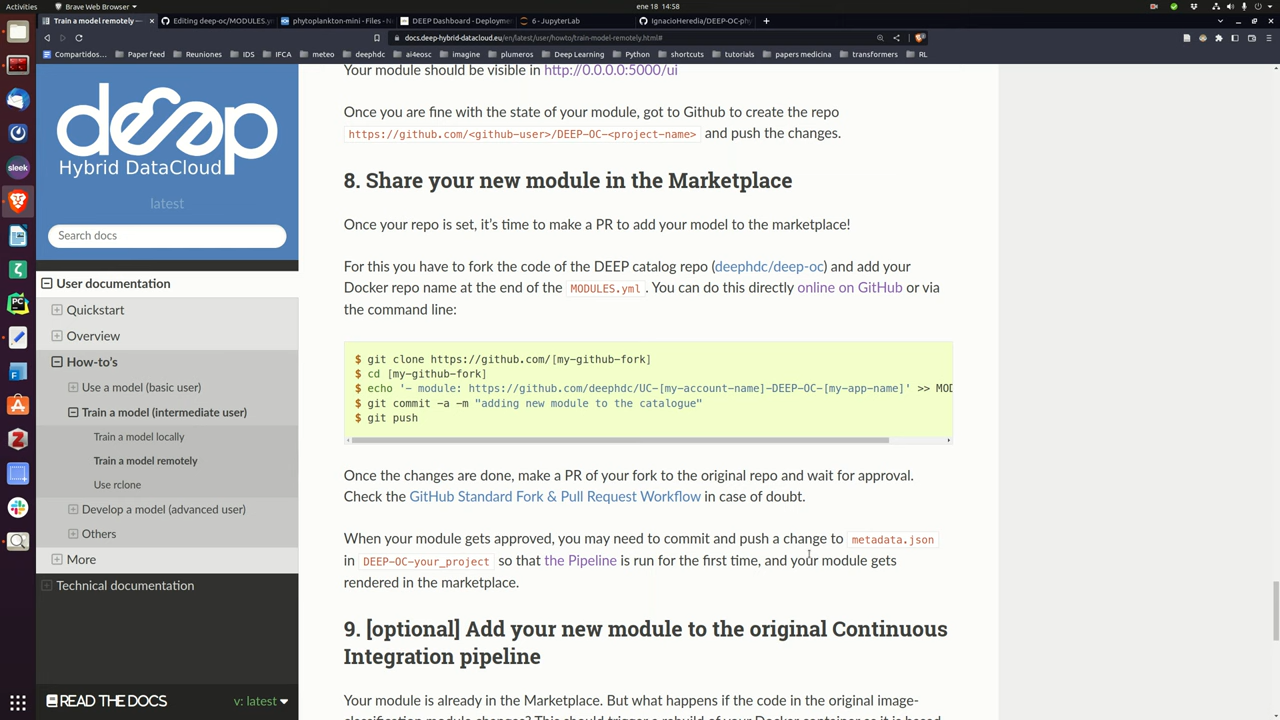 Activities
Brave Web Browser
ene 18 14:58
Train a model remotely —
Editing deep-oc/MODULES.ym
phytoplankton-mini - Files - N
DEEP Dashboard - Deployme
6 - JupyterLab
IgnacioHeredia/DEEP-OC-phy
docs.deep-hybrid-datacloud.eu/en/latest/user/howto/train-model-remotely.html#
Compartidos... Paper feed Reuniones IDS IFCA meteo deephdc ai4eosc imagine plumeros Deep Learning Python shortcuts tutorials papers medicina transformers RL
deep
Hybrid DataCloud
latest
Search docs
User documentation
Quickstart
Overview
How-to's
Use a model (basic user)
Train a model (intermediate user)
Train a model locally
Train a model remotely
Use rclone
Develop a model (advanced user)
Others
More
Technical documentation
READ THE DOCS
v: latest
sleek
Your module should be visible in http://0.0.0.0:5000/ui
Once you are fine with the state of your module, got to Github to create the repo
https://github.com/<github-user>/DEEP-OC-<project-name> and push the changes.
8. Share your new module in the Marketplace
Once your repo is set, it's time to make a PR to add your model to the marketplace!
For this you have to fork the code of the DEEP catalog repo (deephdc/deep-oc) and add your
Docker repo name at the end of the MODULES.yml . You can do this directly online on GitHub or via
the command line:
$ git clone https://github.com/[my-github-fork]
$ cd [my-github-fork]
$ echo '- module: https://github.com/deephdc/UC-[my-account-name]-DEEP-OC-[my-app-name]' >> MOD
$ git commit -a -m "adding new module to the catalogue"
$ git push
Once the changes are done, make a PR of your fork to the original repo and wait for approval.
Check the GitHub Standard Fork & Pull Request Workflow in case of doubt.
When your module gets approved, you may need to commit and push a change to metadata.json
in DEEP-OC-your_project so that the Pipeline is run for the first time, and your module gets
rendered in the marketplace.
9. [optional] Add your new module to the original Continuous
Integration pipeline
Your module is already in the Marketplace. But what happens if the code in the original image-
classification module changes? This should trigger a rebuild of your Docker container as it is based